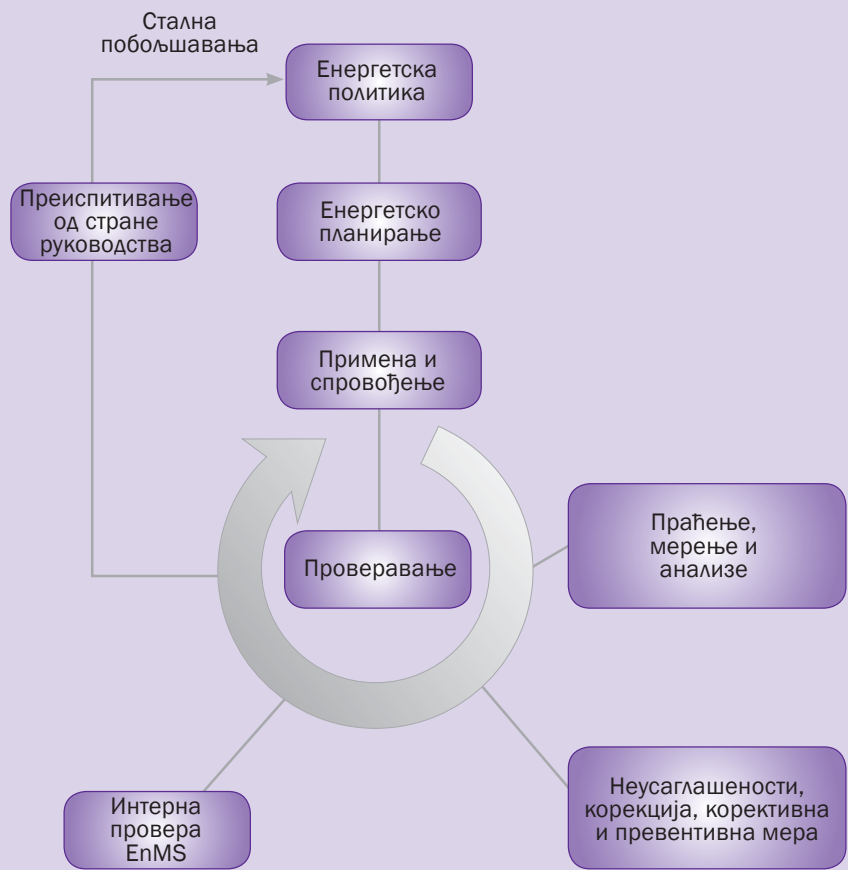 Стална
побољшавања
Енергетска
политика
Преиспитивање
од стране
руководства
Енергетско
планирање
Примена и
спровођење
Проверавање
Праћење,
мерење и
анализе
Интерна
провера
EnMS
Неусаглашености,
корекција, корективна
и превентивна мера